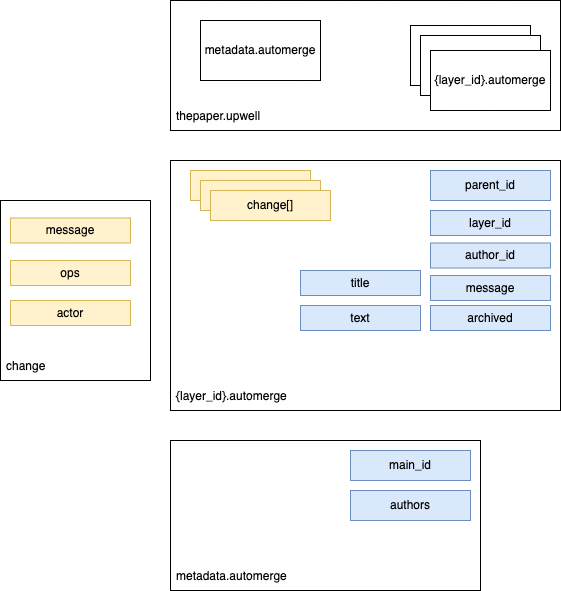 metadata.automerge
{layer_id}.automerge
thepaper.upwell
change[]
parent_id
layer_id
author_id
message
archived
title
text
{layer_id}.automerge
message
ops
actor
change
main_id
authors
metadata.automerge